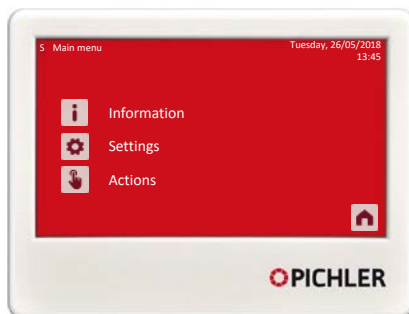 S Main menu
Tuesday, 26/05/2018
13:45
Information
Settings
Actions
PICHLER